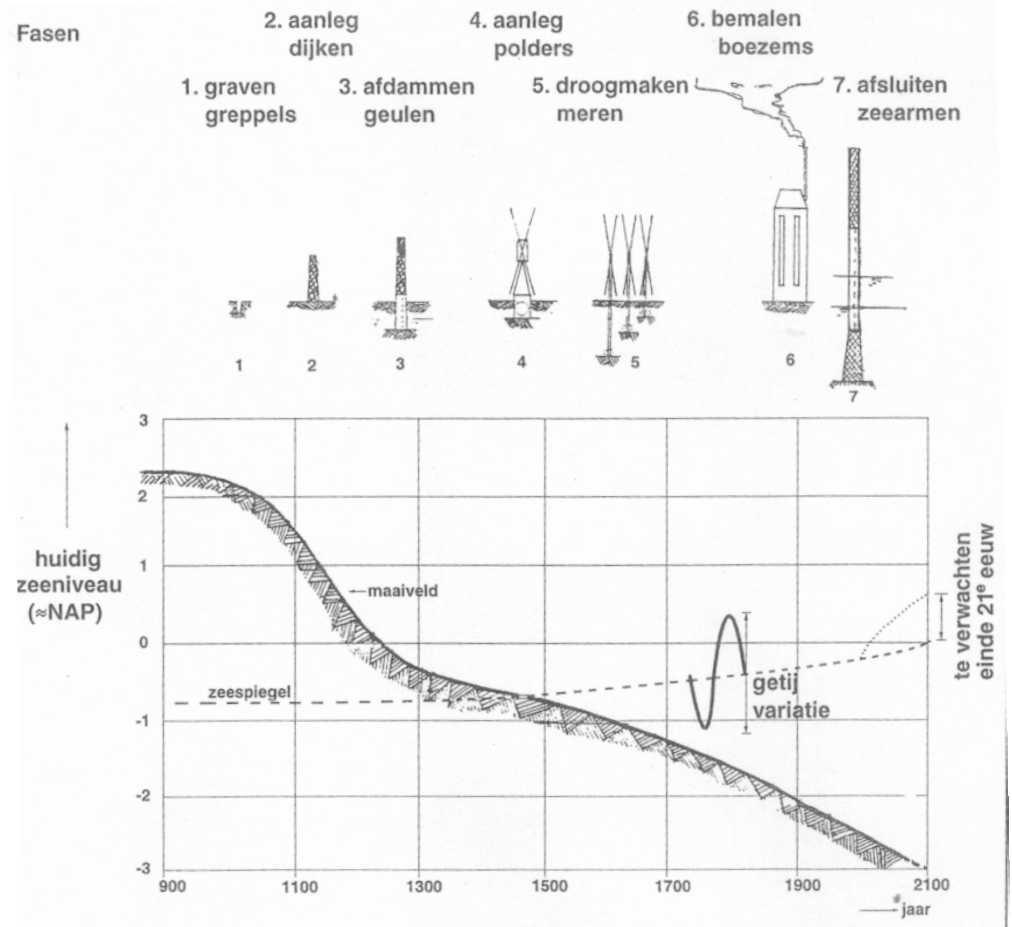 Fasen
1. graven
greppels
2. aanleg
dijken
3. afdammen
geulen
4. aanleg
polders
5. droogmaken
meren
6. bemalen
boezems
7. afsluiten
zeearmen
1
2
3
4
5
6
7
3
2
1
0
-1
-2
-3
huidig
zeeniveau
(≈NAP)
maaiveld
zeespiegel
getij
variatie
te verwachten
einde 21e eeuw
900
1100
1300
1500
1700
1900
2100
jaar